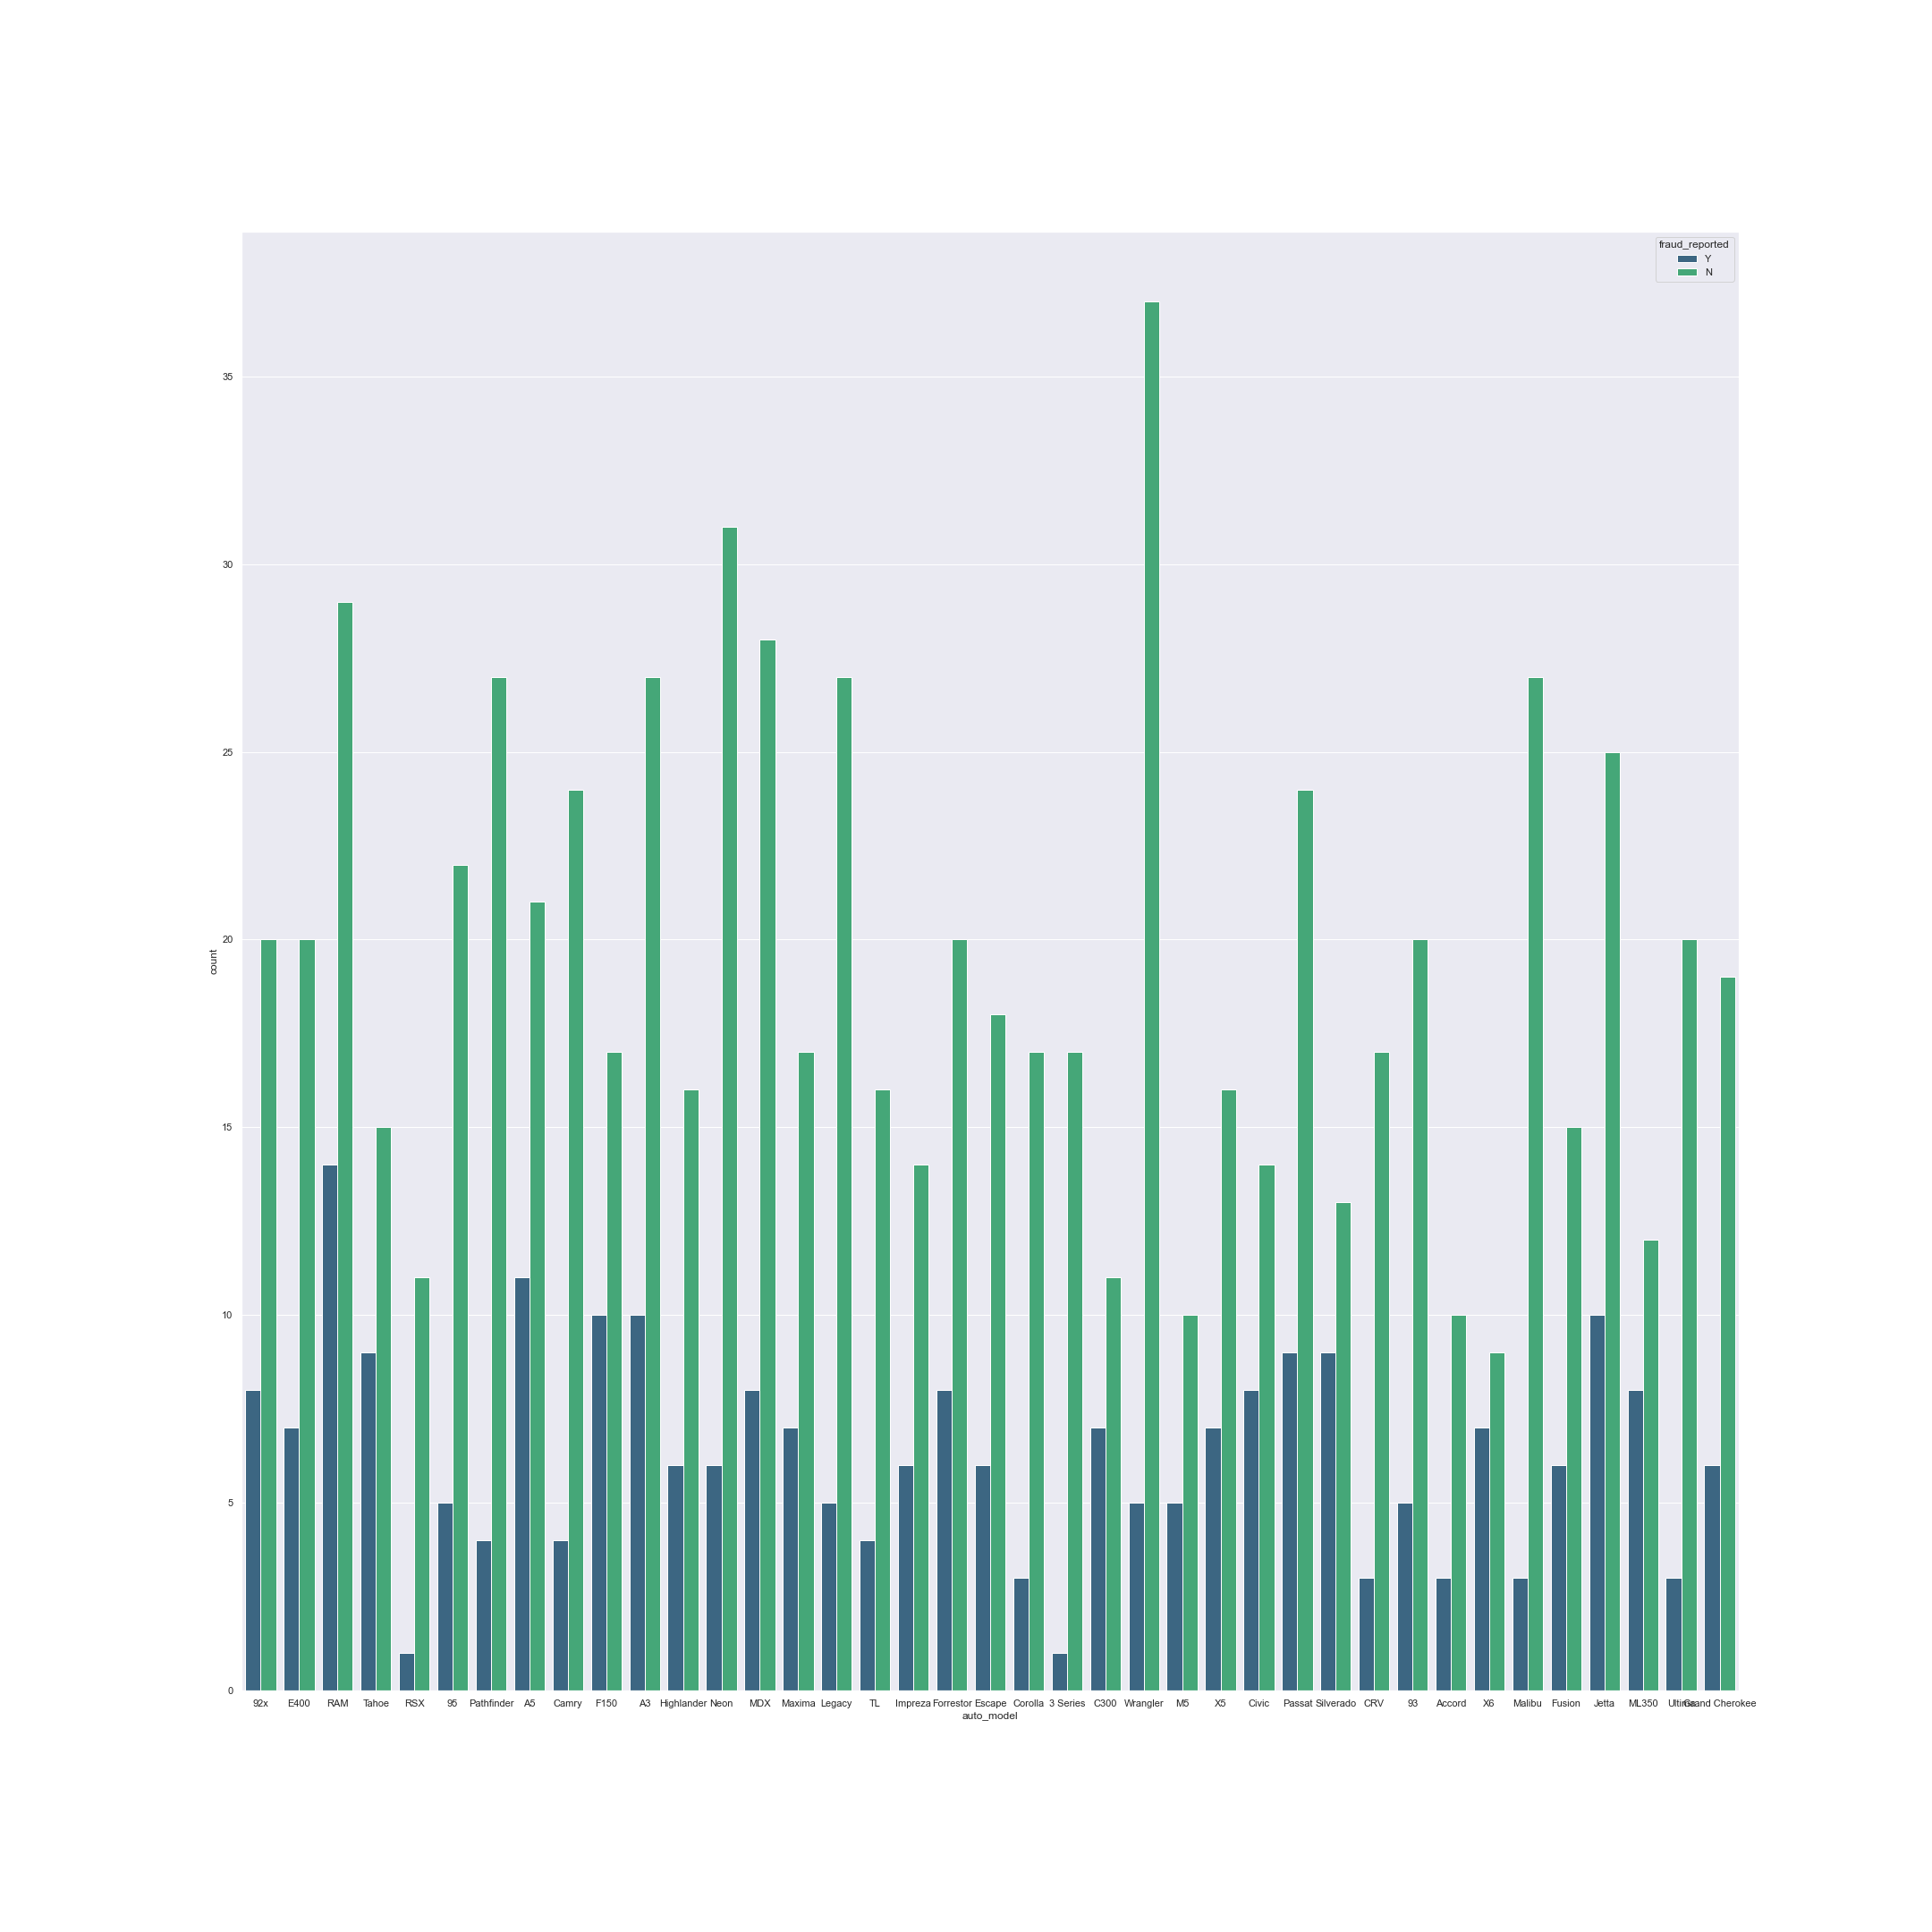 fraud_reported
Y
N
35
30
25
20
15
10
5
0
count
92x E400 RAM Tahoe RSX 95 Pathfinder A5 Camry F150 A3 Highlander Neon MDX Maxima Legacy TL Impreza Forrestor Escape Corolla 3 Series C300 Wrangler M5 X5 Civic Passat Silverado CRV 93 Accord X6 Malibu Fusion Jetta ML350 Ultima Grand Cherokee
auto_model